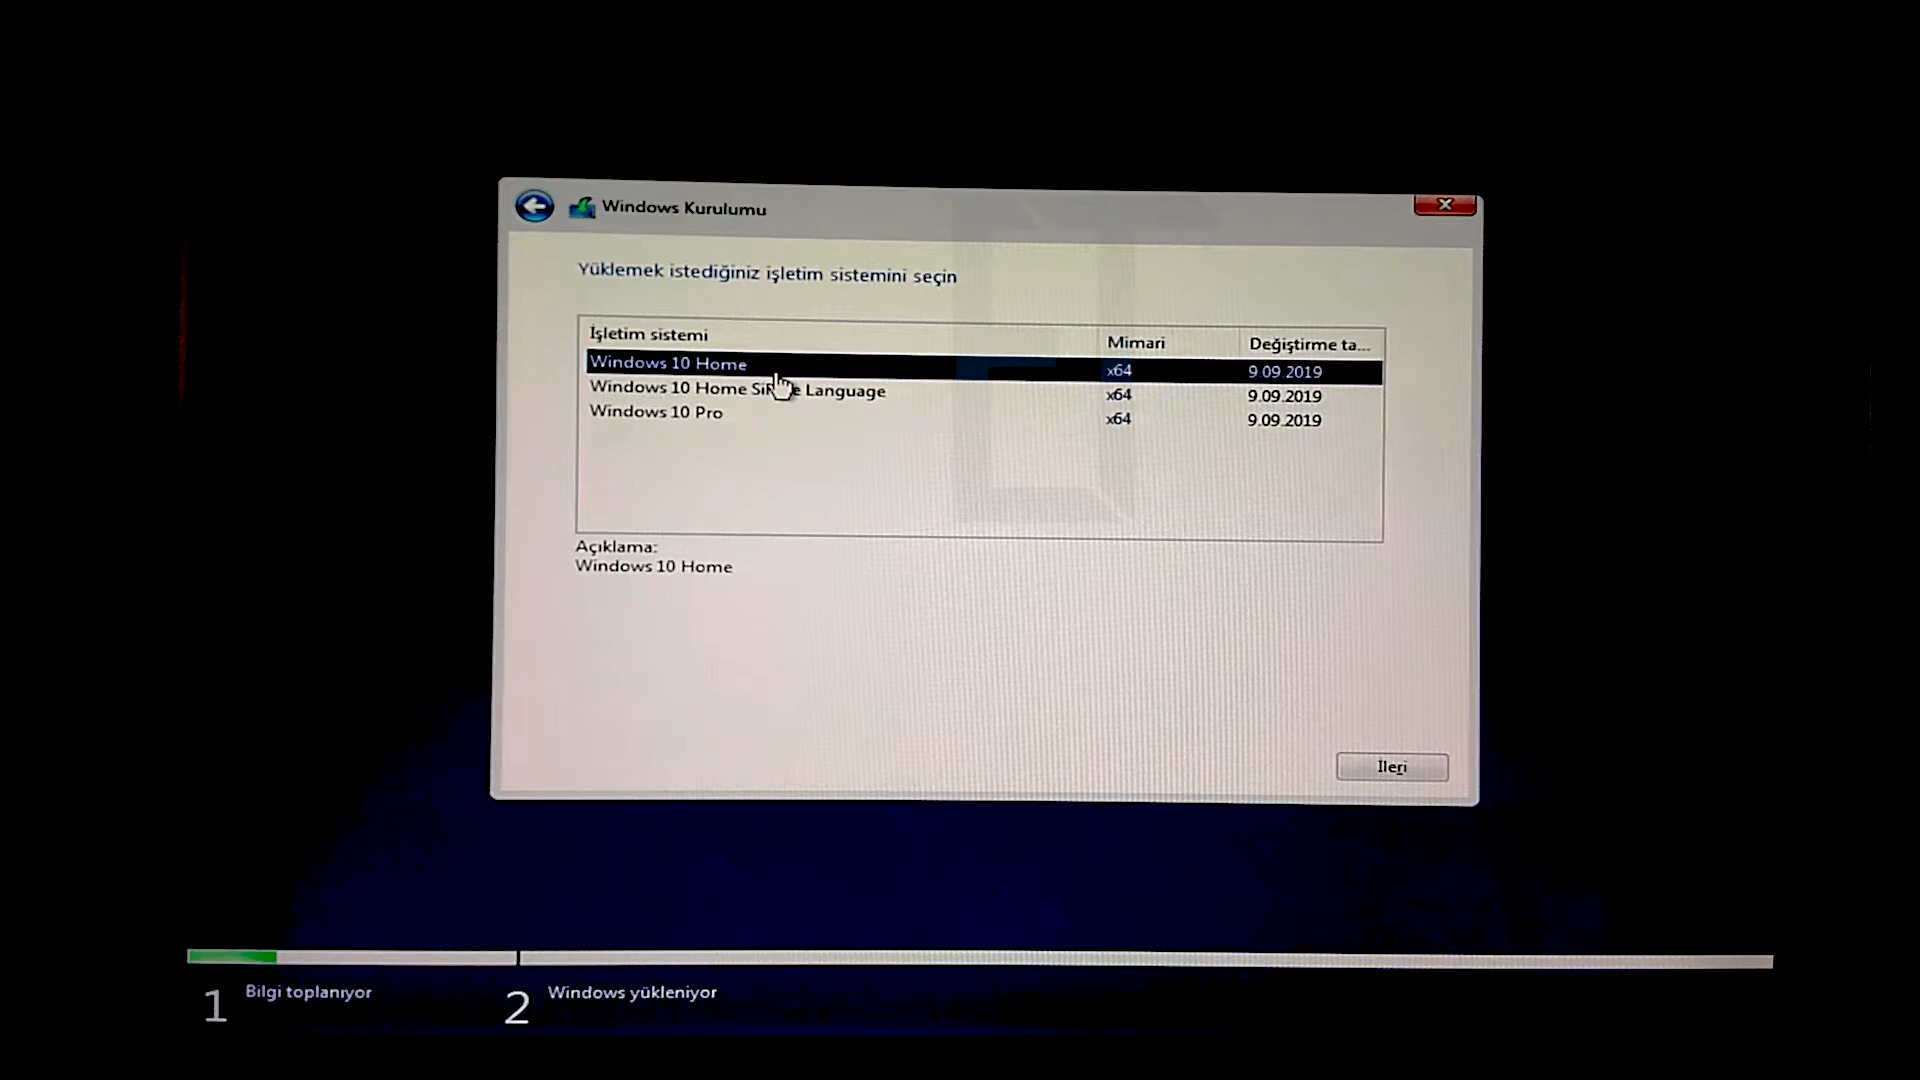 Windows Kurulumu
Yüklemek istediğiniz işletim sistemini seçin
İşletim sistemi Mimari Değiştirme ta...
Windows 10 Home x64 9.09.2019
Windows 10 Home Language x64 9.09.2019
Windows 10 Pro x64 9.09.2019
Açıklama:
Windows 10 Home
İleri
1 Bilgi toplanıyor 2 Windows yükleniyor